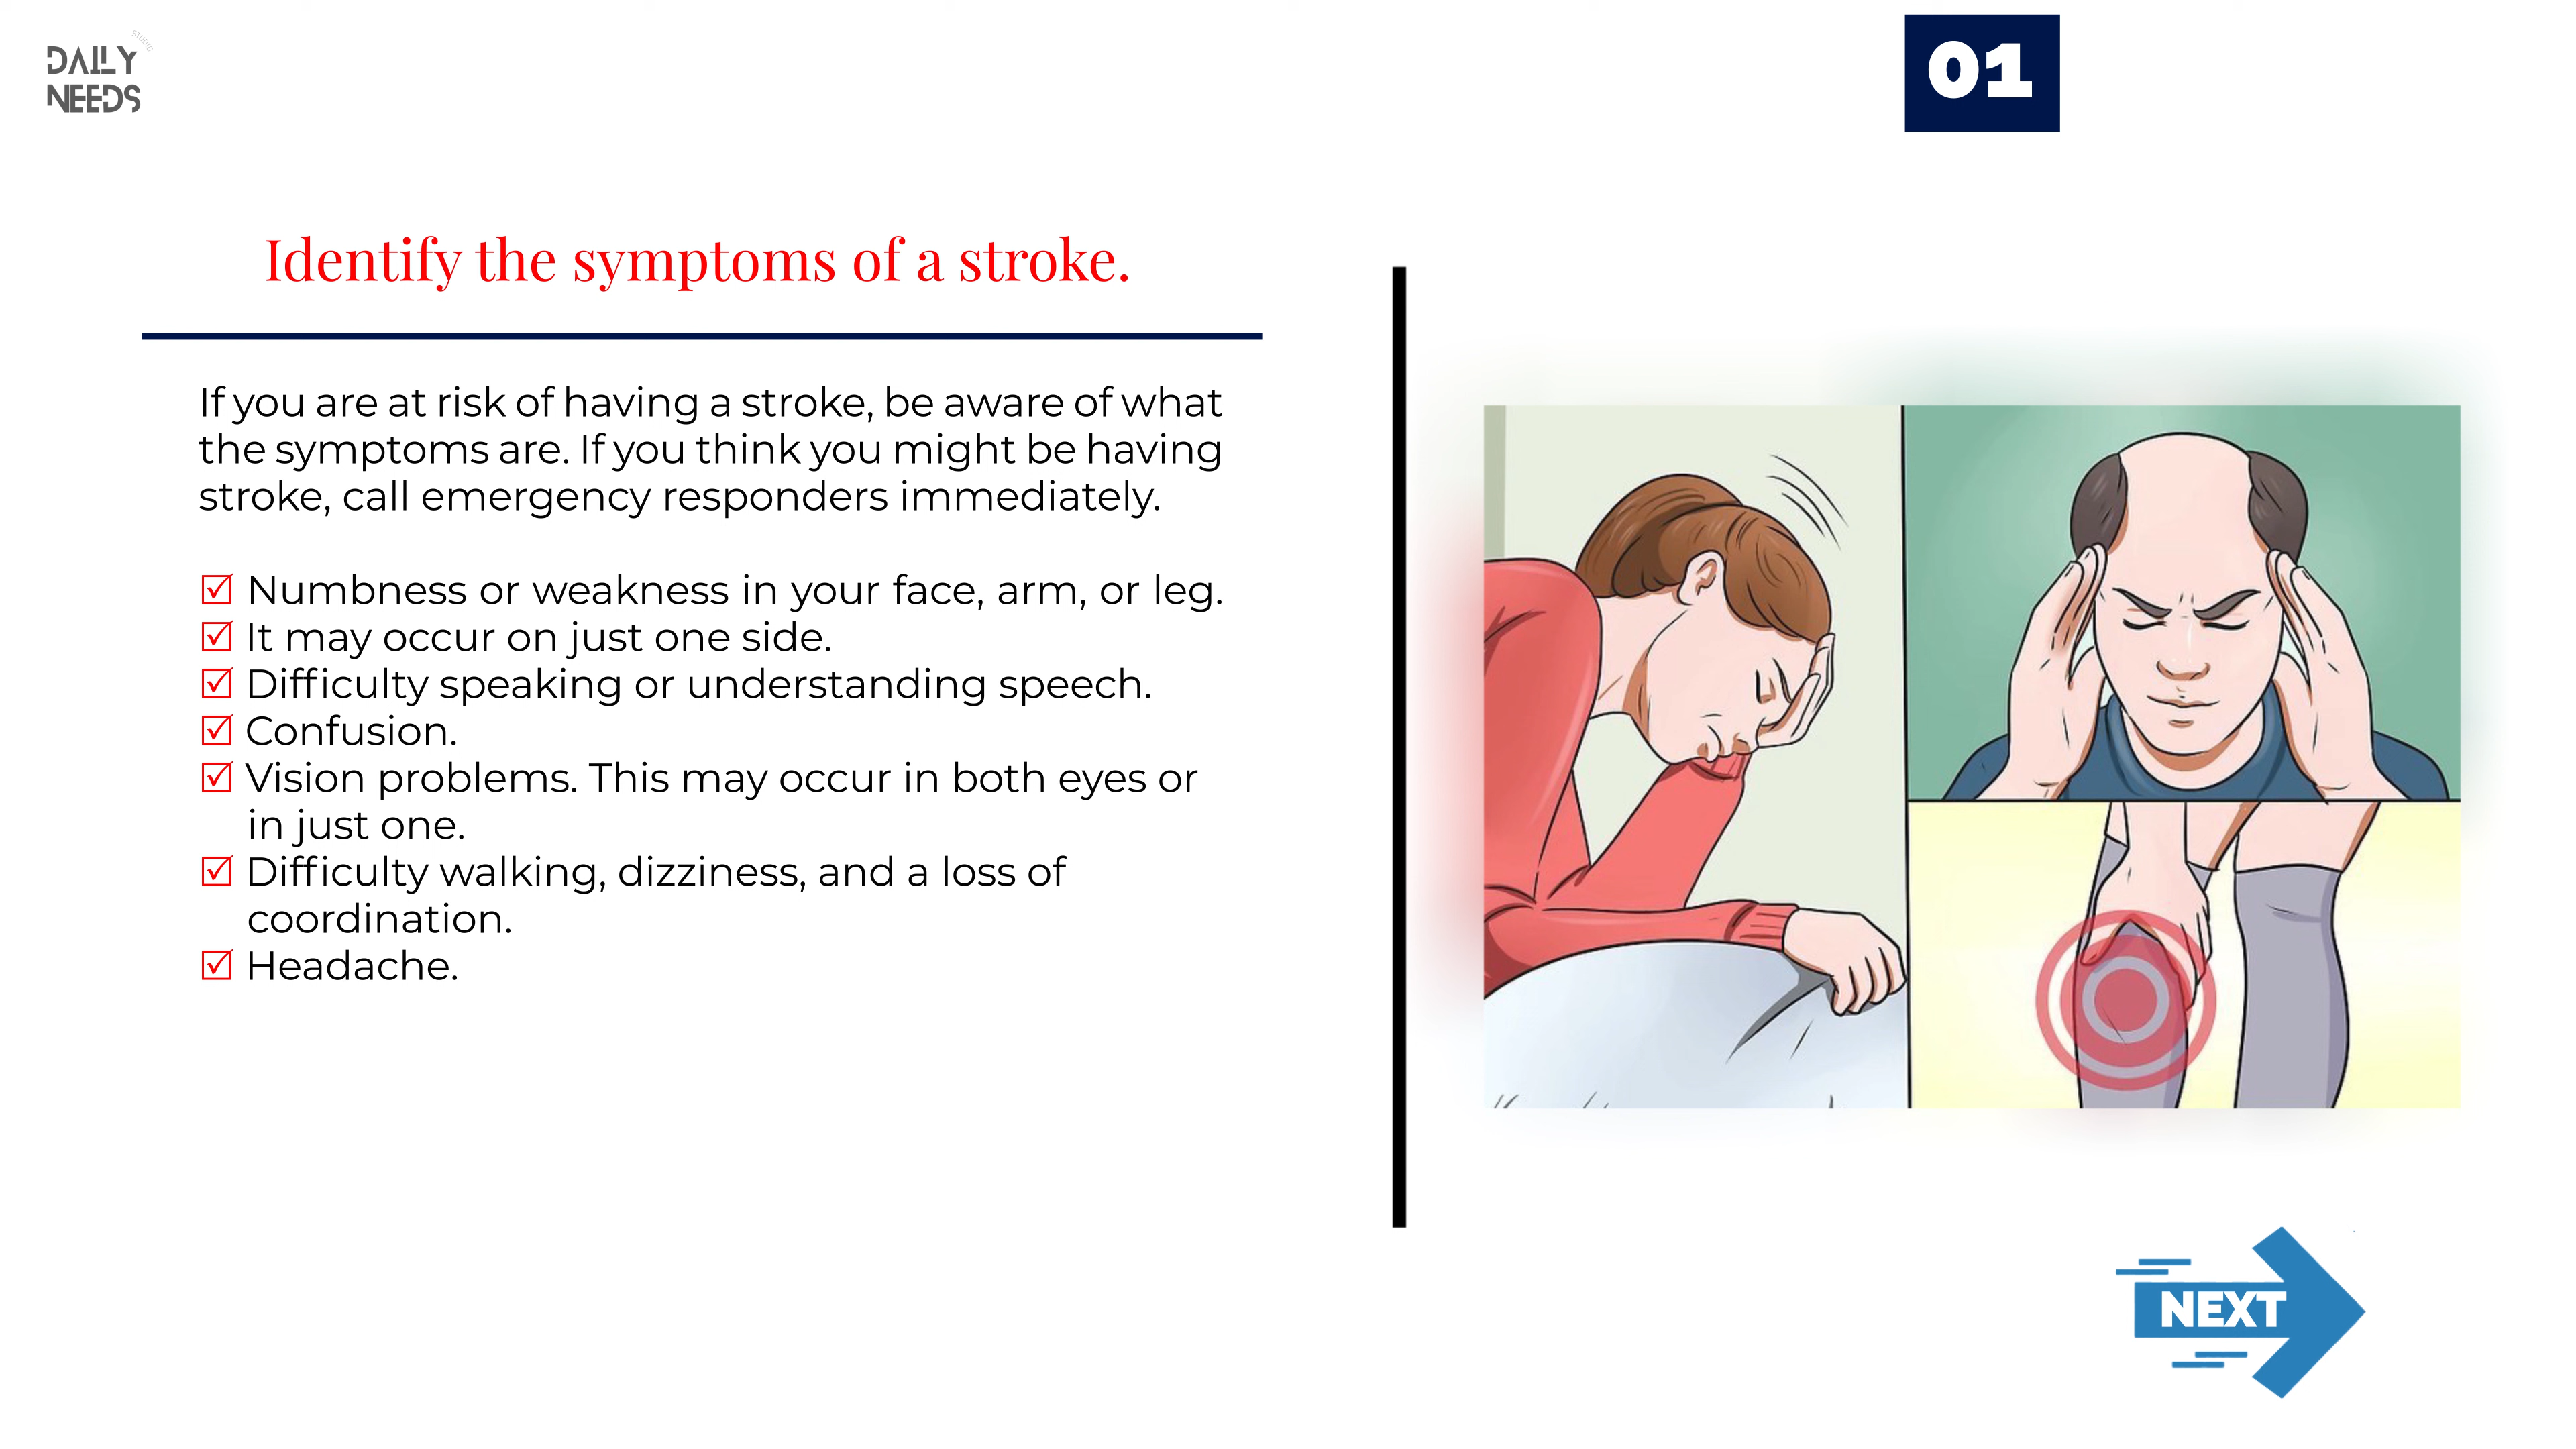 STUDIO
DAILY
NEEDS
01
Identify the symptoms of a stroke.
If you are at risk of having a stroke, be aware of what
the symptoms are. If you think you might be having
stroke, call emergency responders immediately.
☑ Numbness or weakness in your face, arm, or leg.
☑ It may occur on just one side.
☑ Difficulty speaking or understanding speech.
☑ Confusion.
☑ Vision problems. This may occur in both eyes or
in just one.
☑ Difficulty walking, dizziness, and a loss of
coordination.
☑ Headache.
NEXT